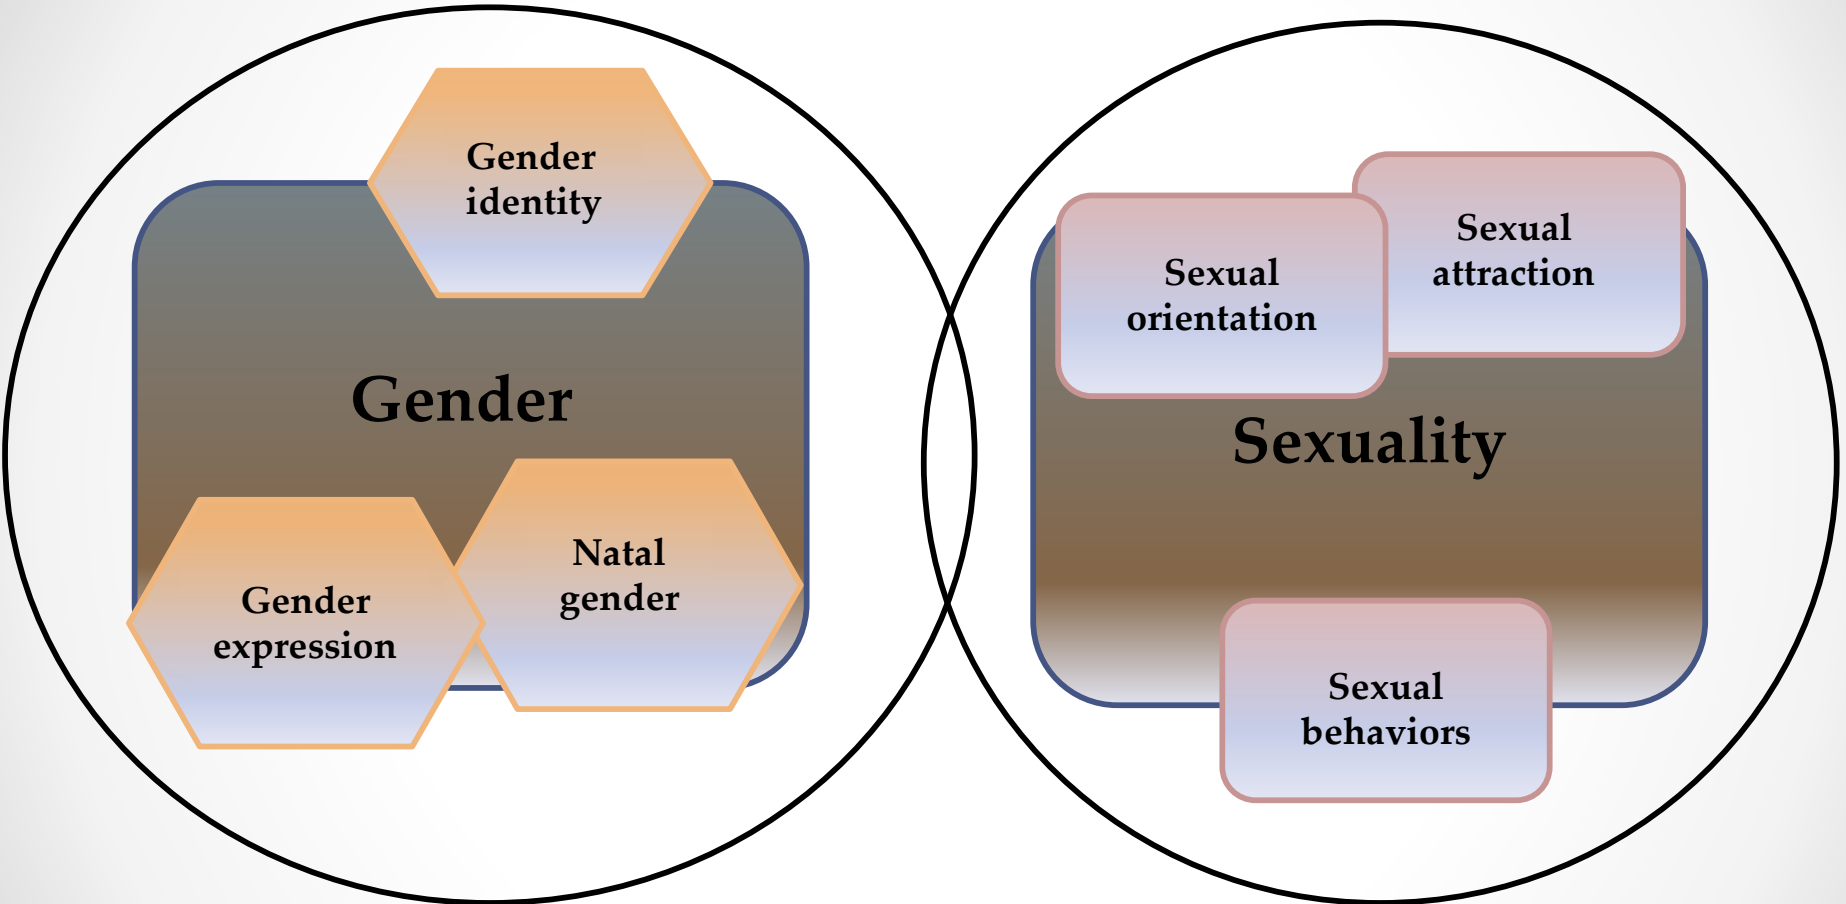 Gender
identity
Gender
Gender
expression
Natal
gender
Sexual
orientation
Sexual
attraction
Sexuality
Sexual
behaviors